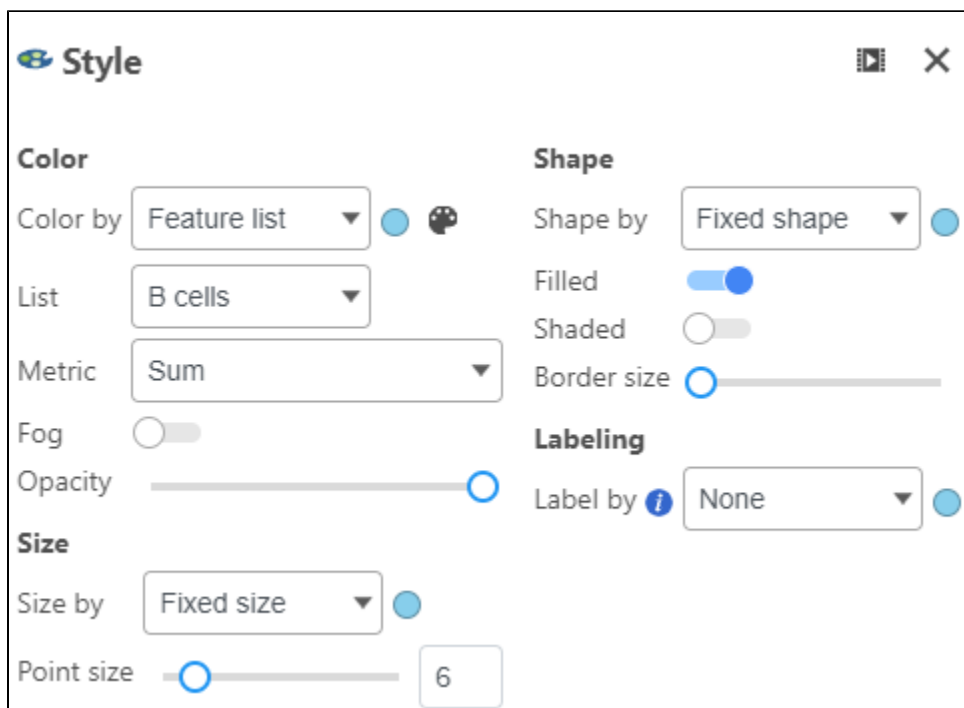 Style
Color
Color by Feature list
List B cells
Metric Sum
Fog
Opacity
Size
Size by Fixed size
Point size 6
Shape
Shape by Fixed shape
Filled
Shaded
Border size
Labeling
Label by i None